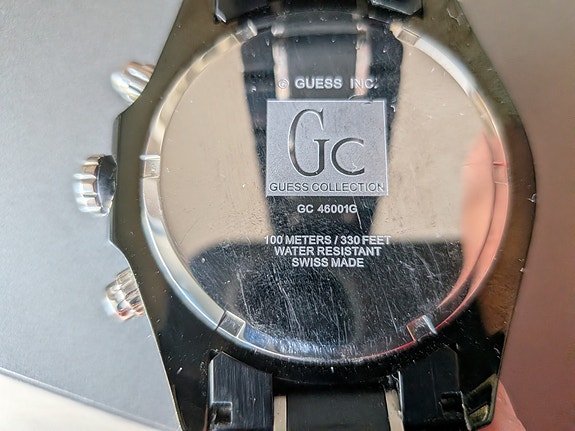 © GUESS INC.
Gc
GUESS COLLECTION
GC 46001G
100 METERS / 330 FEET
WATER RESISTANT
SWISS MADE